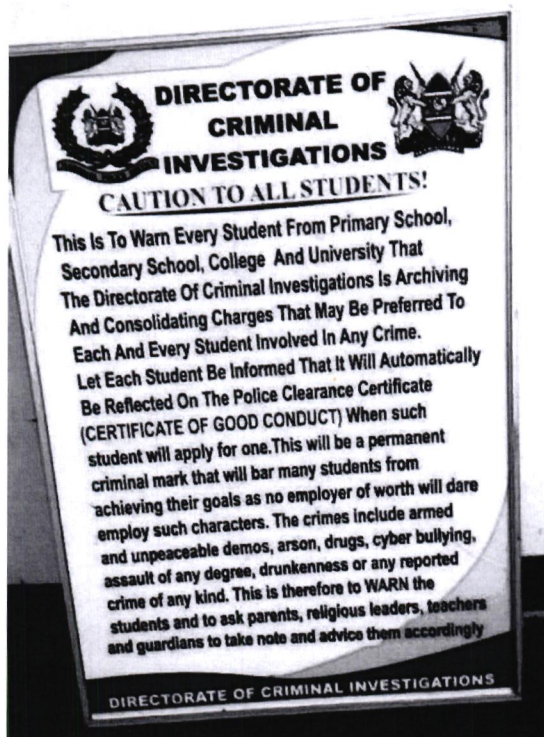 DIRECTORATE OF
CRIMINAL
INVESTIGATIONS
CAUTION TO ALL STUDENTS!
This Is To Warn Every Student From Primary School,
Secondary School, College And University That
The Directorate Of Criminal Investigations Is Archiving
And Consolidating Charges That May Be Preferred To
Each And Every Student Involved In Any Crime.
Let Each Student Be Informed That It Will Automatically
Be Reflected On The Police Clearance Certificate
(CERTIFICATE OF GOOD CONDUCT) When such
student will apply for one.This will be a permanent
criminal mark that will bar many students from
achieving their goals as no employer of worth will dare
employ such characters. The crimes include armed
and unpeaceable demos, arson, drugs, cyber bullying,
assault of any degree, drunkenness or any reported
crime of any kind. This is therefore to WARN the
students and to ask parents, religious leaders, teachers
and guardians to take note and advice them accordingly
DIRECTORATE OF CRIMINAL INVESTIGATIONS